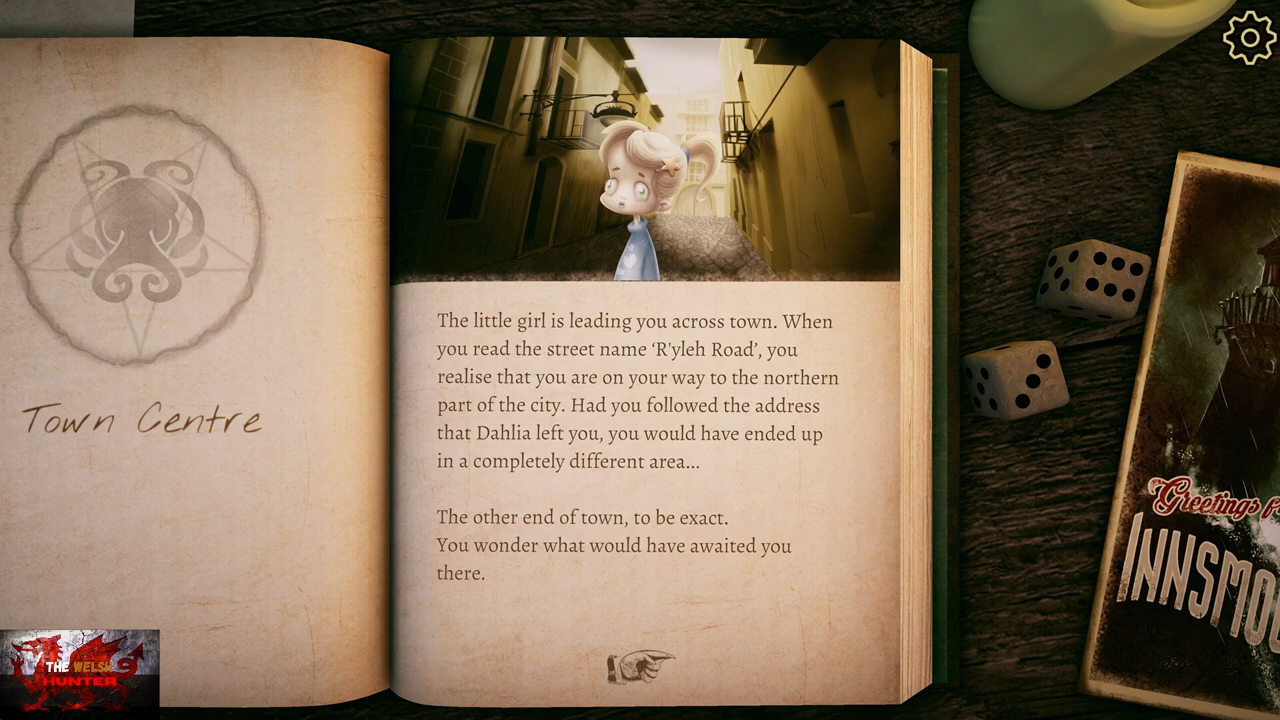 Town Centre
The little girl is leading you across town. When
you read the street name ‘R'yleh Road’, you
realise that you are on your way to the northern
part of the city. Had you followed the address
that Dahlia left you, you would have ended up
in a completely different area...
The other end of town, to be exact.
You wonder what would have awaited you
there.
Greetings f
INNSMO
THE WELSH
HUNTER